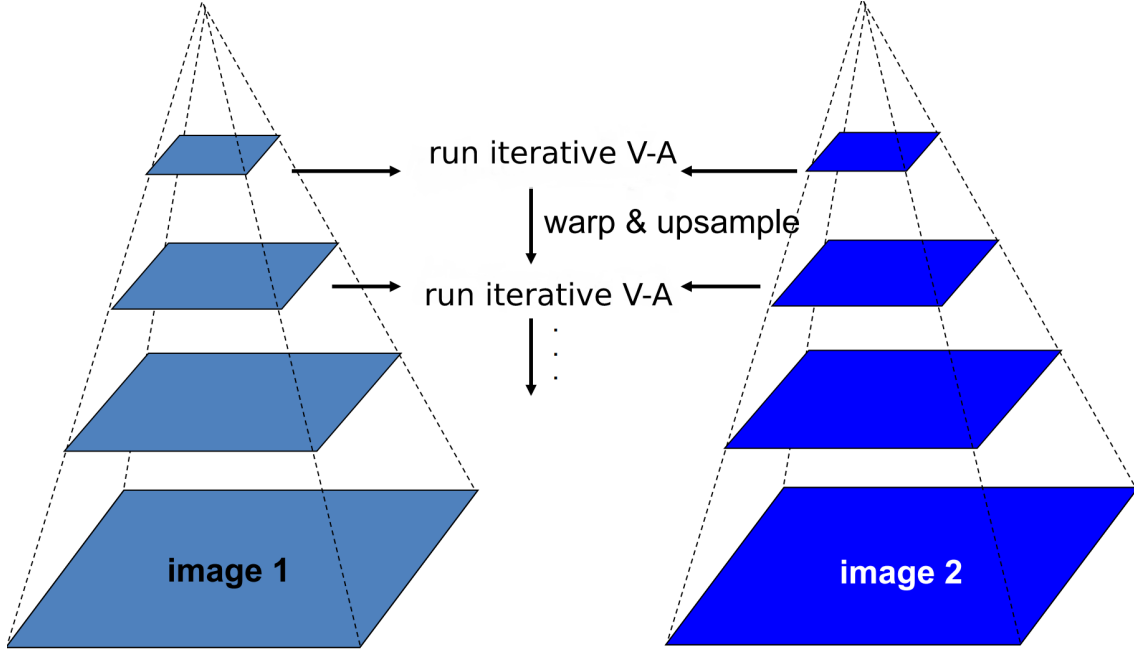 run iterative V-A
warp & upsample
run iterative V-A
image 1
image 2